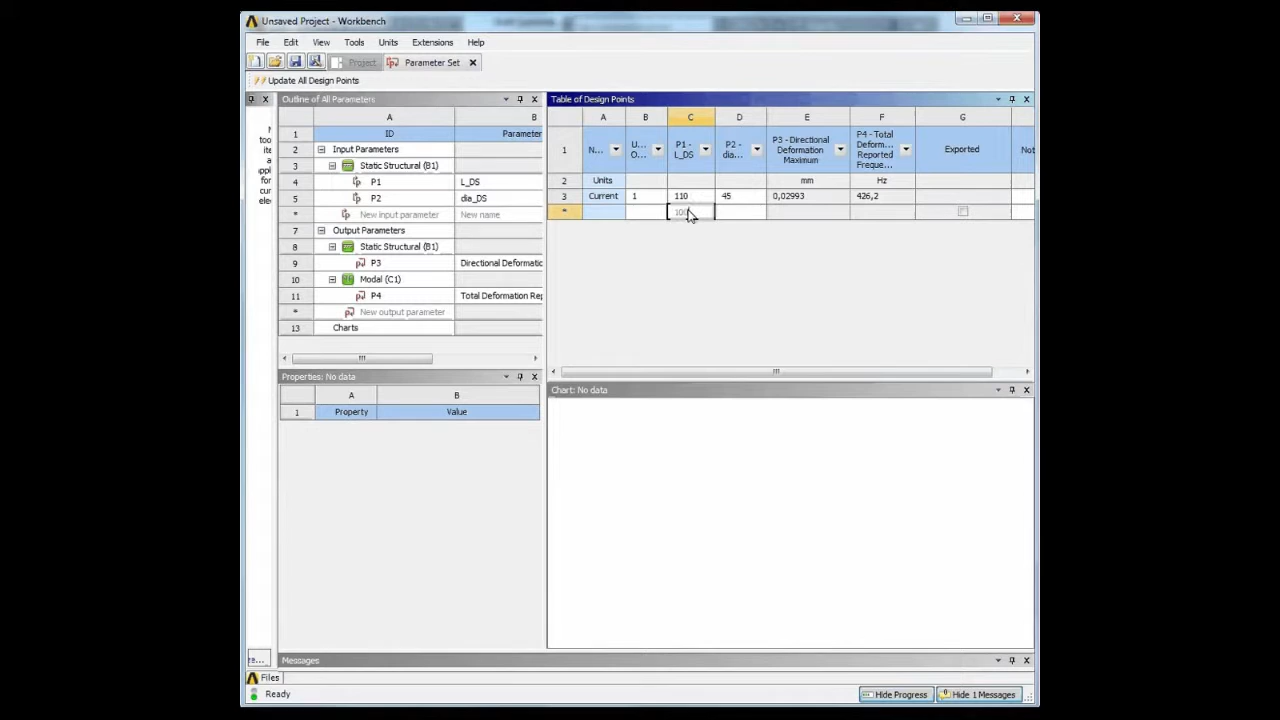 Unsaved Project - Workbench
File Edit View Tools Units Extensions Help
Project Parameter Set
Update All Design Points
Outline of All Parameters
A B
1 ID Parameter
2 Input Parameters
3 Static Structural (B1)
4 P1 L_DS
5 P2 dia_DS
* New input parameter New name
7 Output Parameters
8 Static Structural (B1)
9 P3 Directional Deformatic
10 Modal (C1)
11 P4 Total Deformation Rep
* New output parameter
13 Charts
Properties: No data
A B
1 Property Value
Table of Design Points
A B C D E F G
1 N... U... O... P1 - L_DS P2 - dia... P3 - Directional Deformation Maximum P4 - Total Deform... Reported Freque... Exported Not
2 Units mm Hz
3 Current 1 110 45 0,02993 426,2
*
Chart: No data
Messages
Files
Ready Hide Progress Hide 1 Messages